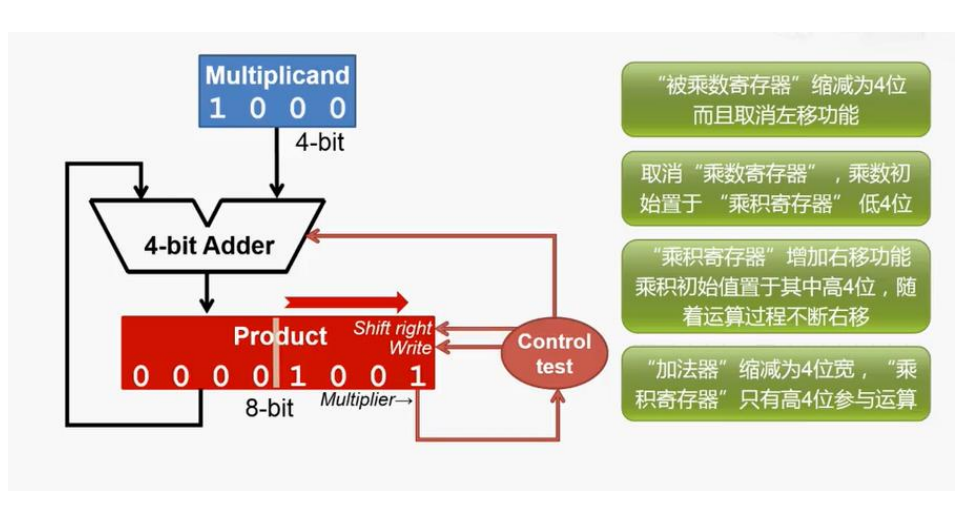 Multiplicand
1 0 0 0
4-bit
4-bit Adder
Product
Shift right
Write
0 0 0 0 1 0 0 1
8-bit
Multiplier→
Control
test
“被乘数寄存器”缩减为4位
而且取消左移功能
取消“乘数寄存器”，乘数初
始置于“乘积寄存器”低4位
“乘积寄存器”增加右移功能
乘积初始值置于其中高4位，随
着运算过程不断右移
“加法器”缩减为4位宽，“乘
积寄存器”只有高4位参与运算